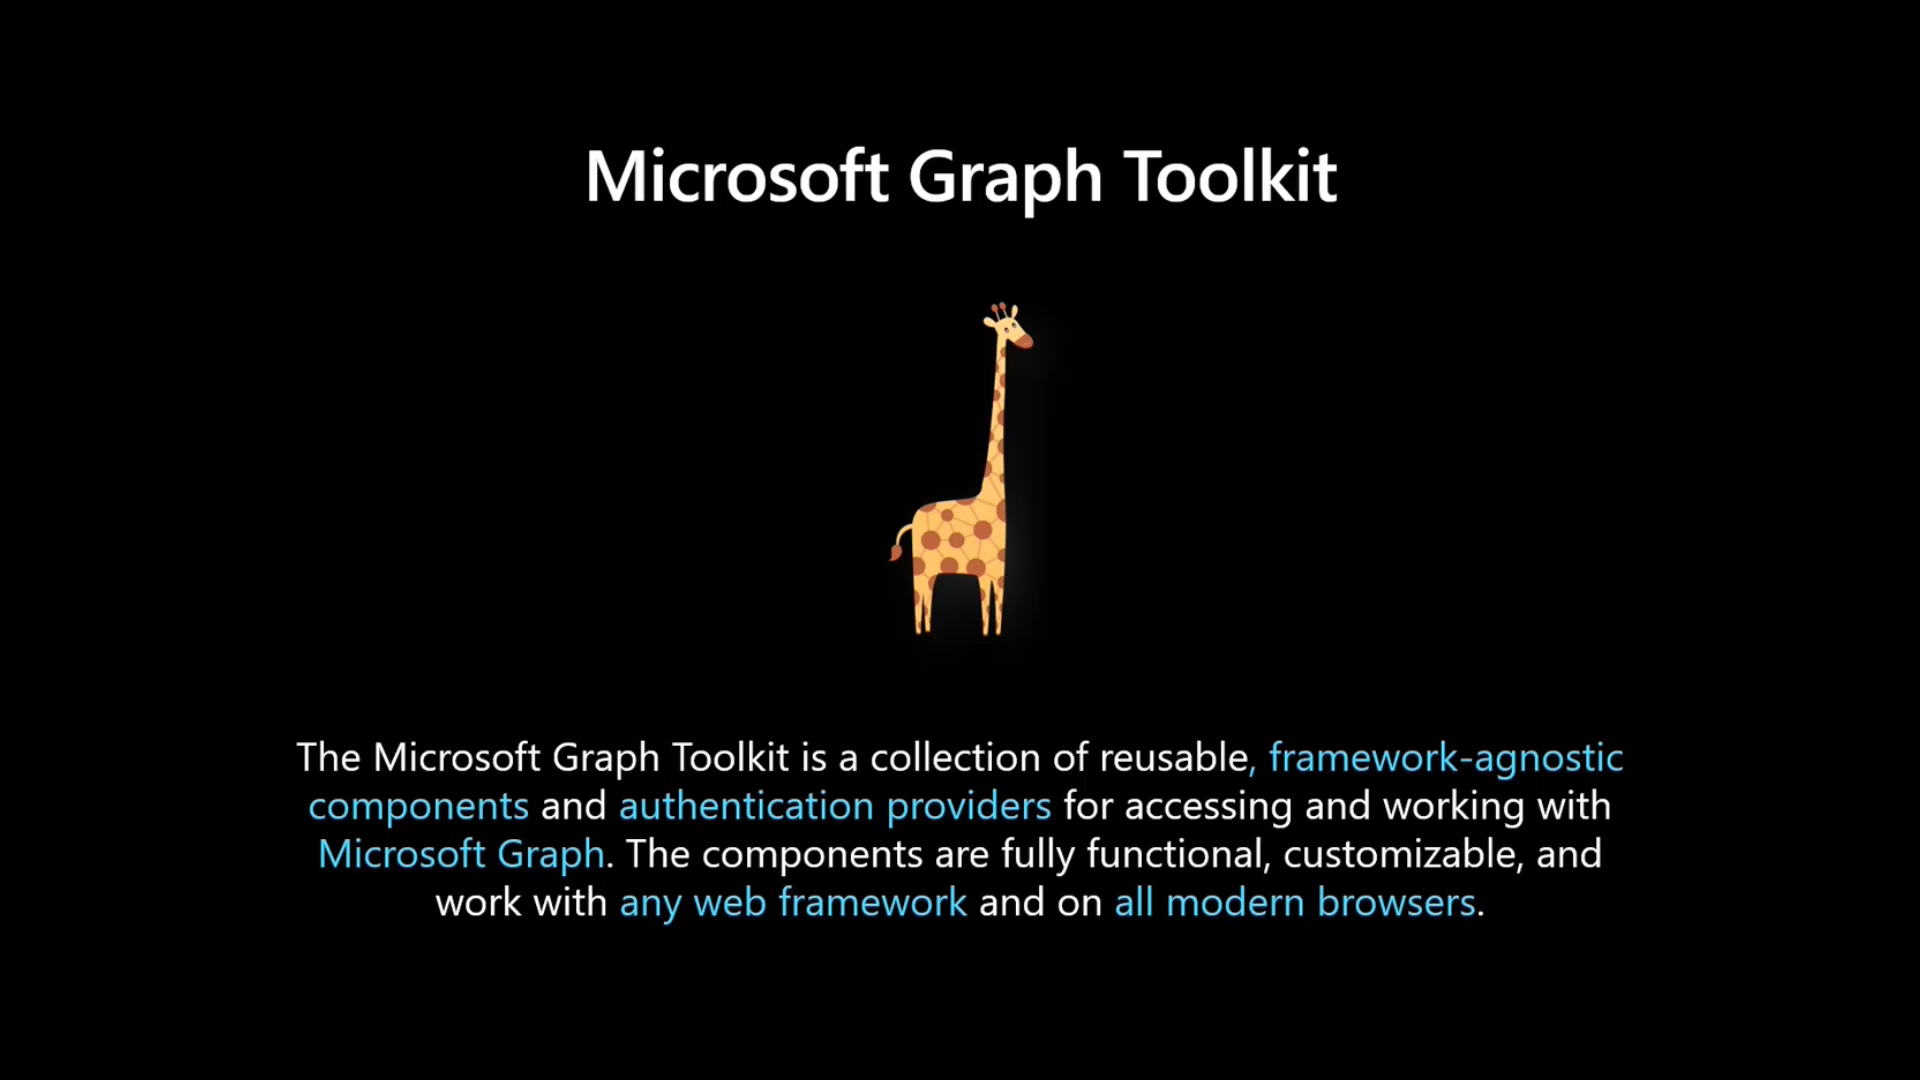 Microsoft Graph Toolkit
The Microsoft Graph Toolkit is a collection of reusable, framework-agnostic
components and authentication providers for accessing and working with
Microsoft Graph. The components are fully functional, customizable, and
work with any web framework and on all modern browsers.